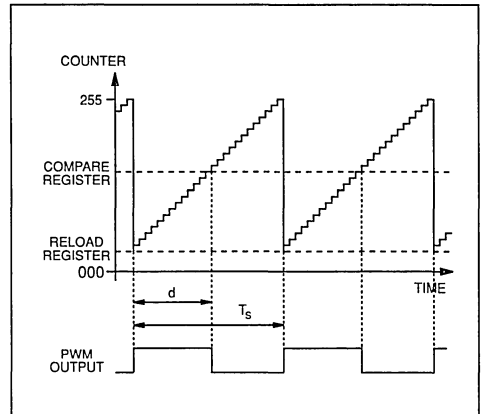 COUNTER
255
COMPARE
REGISTER
RELOAD
REGISTER
000
TIME
d
Ts
PWM
OUTPUT